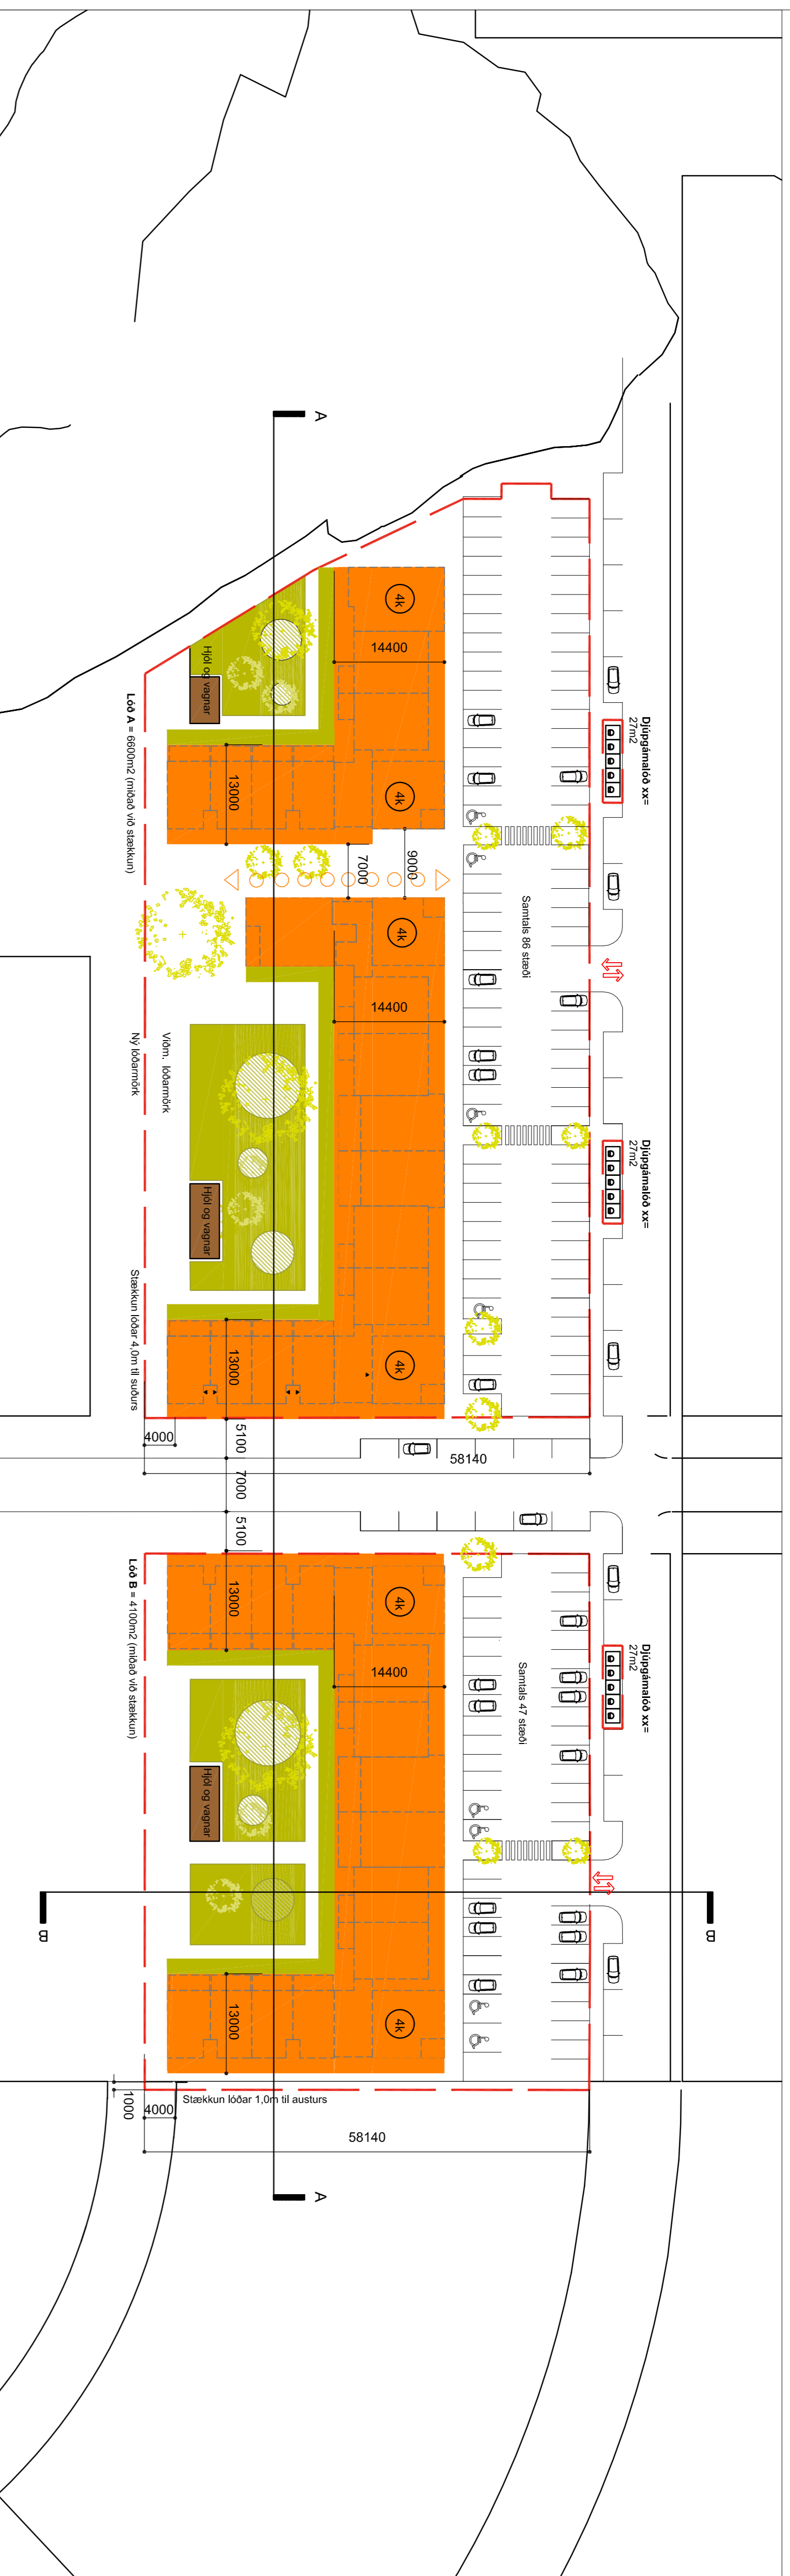 A
Djúpgámalóð xx=
27m2
4k
14400
Hjól og vagnar
Lóð A = 6600m2 (miðað við stækkun)
13000
4k
9000
7000
Samtals 86 stæði
4k
14400
Viðm. lóðarmörk
Ný lóðarmörk
Djúpgámalóð xx=
27m2
Hjól og vagnar
Stækkun lóðar 4,0m til suðurs
13000
4k
4000
5100
58140
7000
5100
Lóð B = 4100m2 (miðað við stækkun)
13000
4k
14400
Samtals 47 stæði
Djúpgámalóð xx=
27m2
Hjól og vagnar
B
B
13000
4k
1000
4000
Stækkun lóðar 1,0m til austurs
58140
A